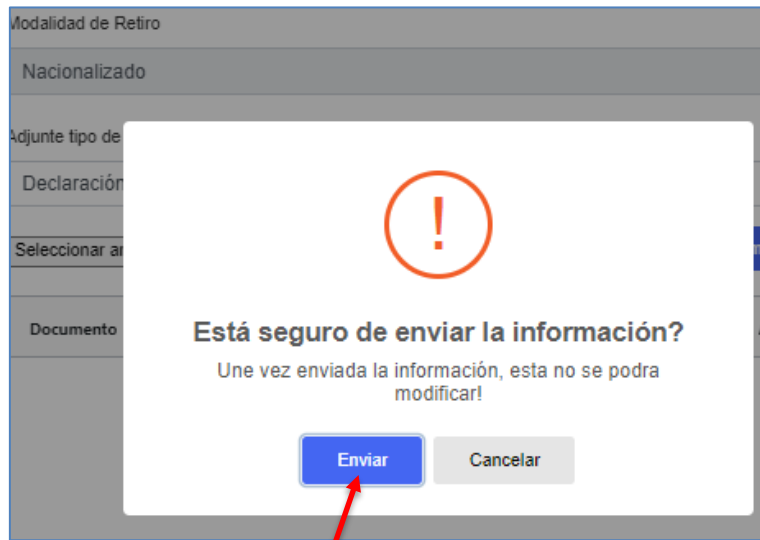 Modalidad de Retiro
Nacionalizado
Adjunte tipo de
Declaración
Seleccionar
Documento
Está seguro de enviar la información?
Une vez enviada la información, esta no se podra
modificar!
Enviar
Cancelar